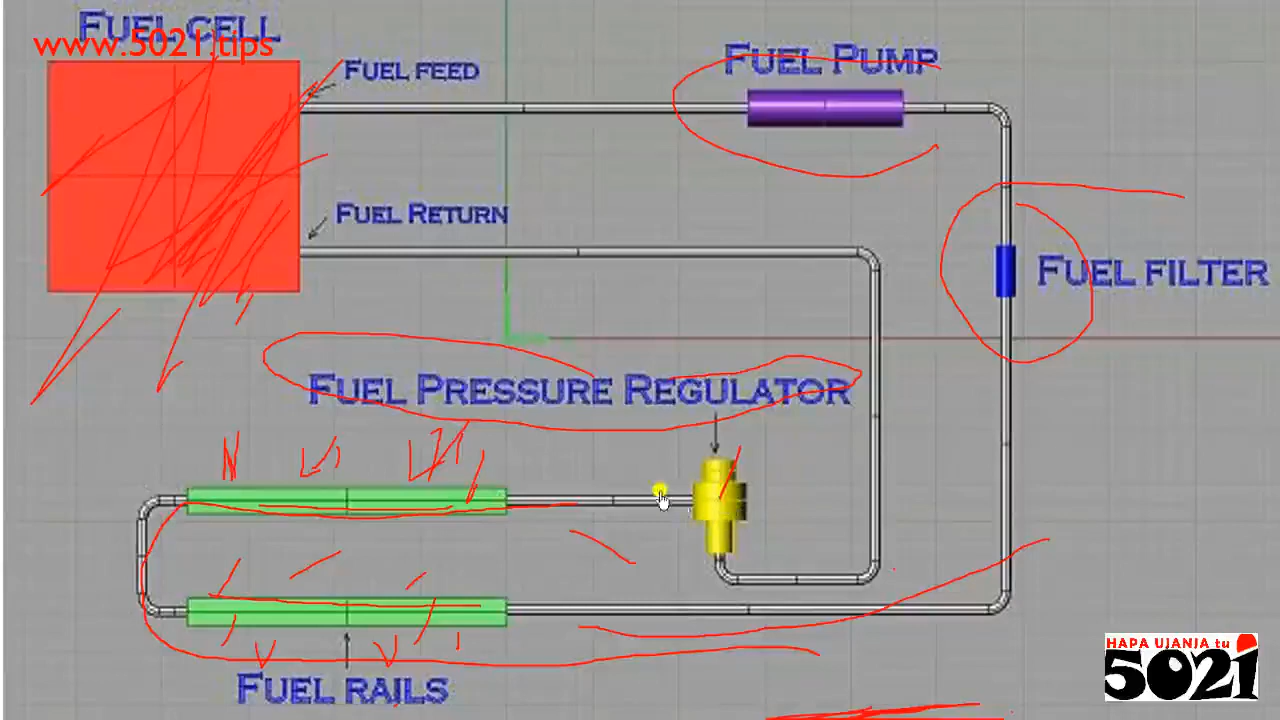 FUEL CELL
www.5021.tips
FUEL FEED
FUEL PUMP
FUEL RETURN
FUEL FILTER
FUEL PRESSURE REGULATOR
FUEL RAILS
HAPA UJANJA tu
5021